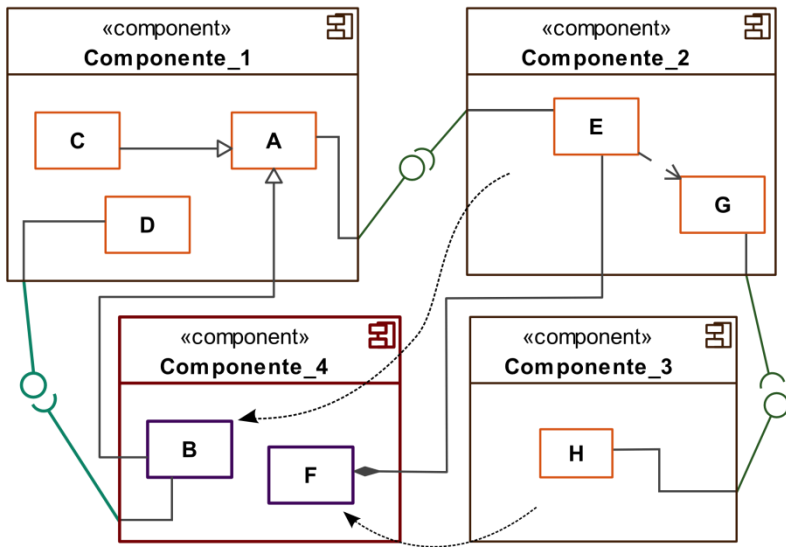 «component»
Componente_1
C
A
D
«component»
Componente_2
E
G
«component»
Componente_4
B
F
«component»
Componente_3
H